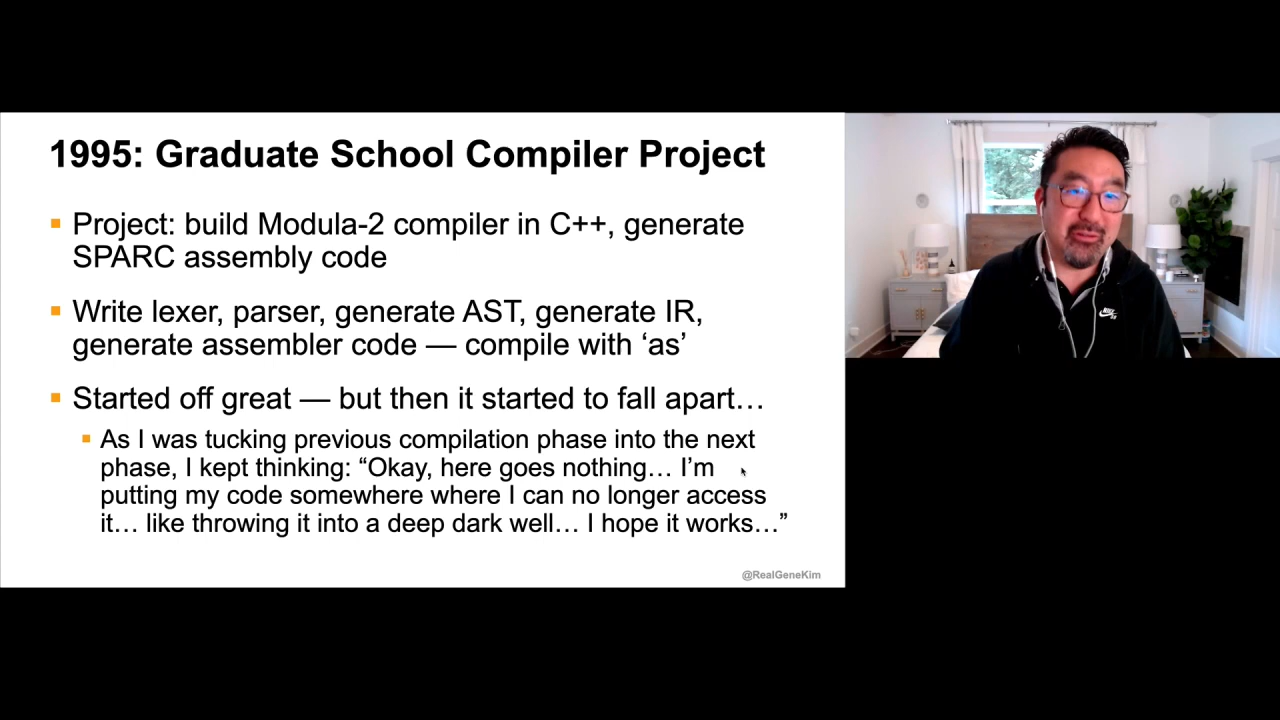 1995: Graduate School Compiler Project
Project: build Modula-2 compiler in C++, generate
SPARC assembly code
Write lexer, parser, generate AST, generate IR,
generate assembler code — compile with ‘as’
Started off great — but then it started to fall apart…
As I was tucking previous compilation phase into the next
phase, I kept thinking: “Okay, here goes nothing… I’m
putting my code somewhere where I can no longer access
it… like throwing it into a deep dark well… I hope it works…”
@RealGeneKim